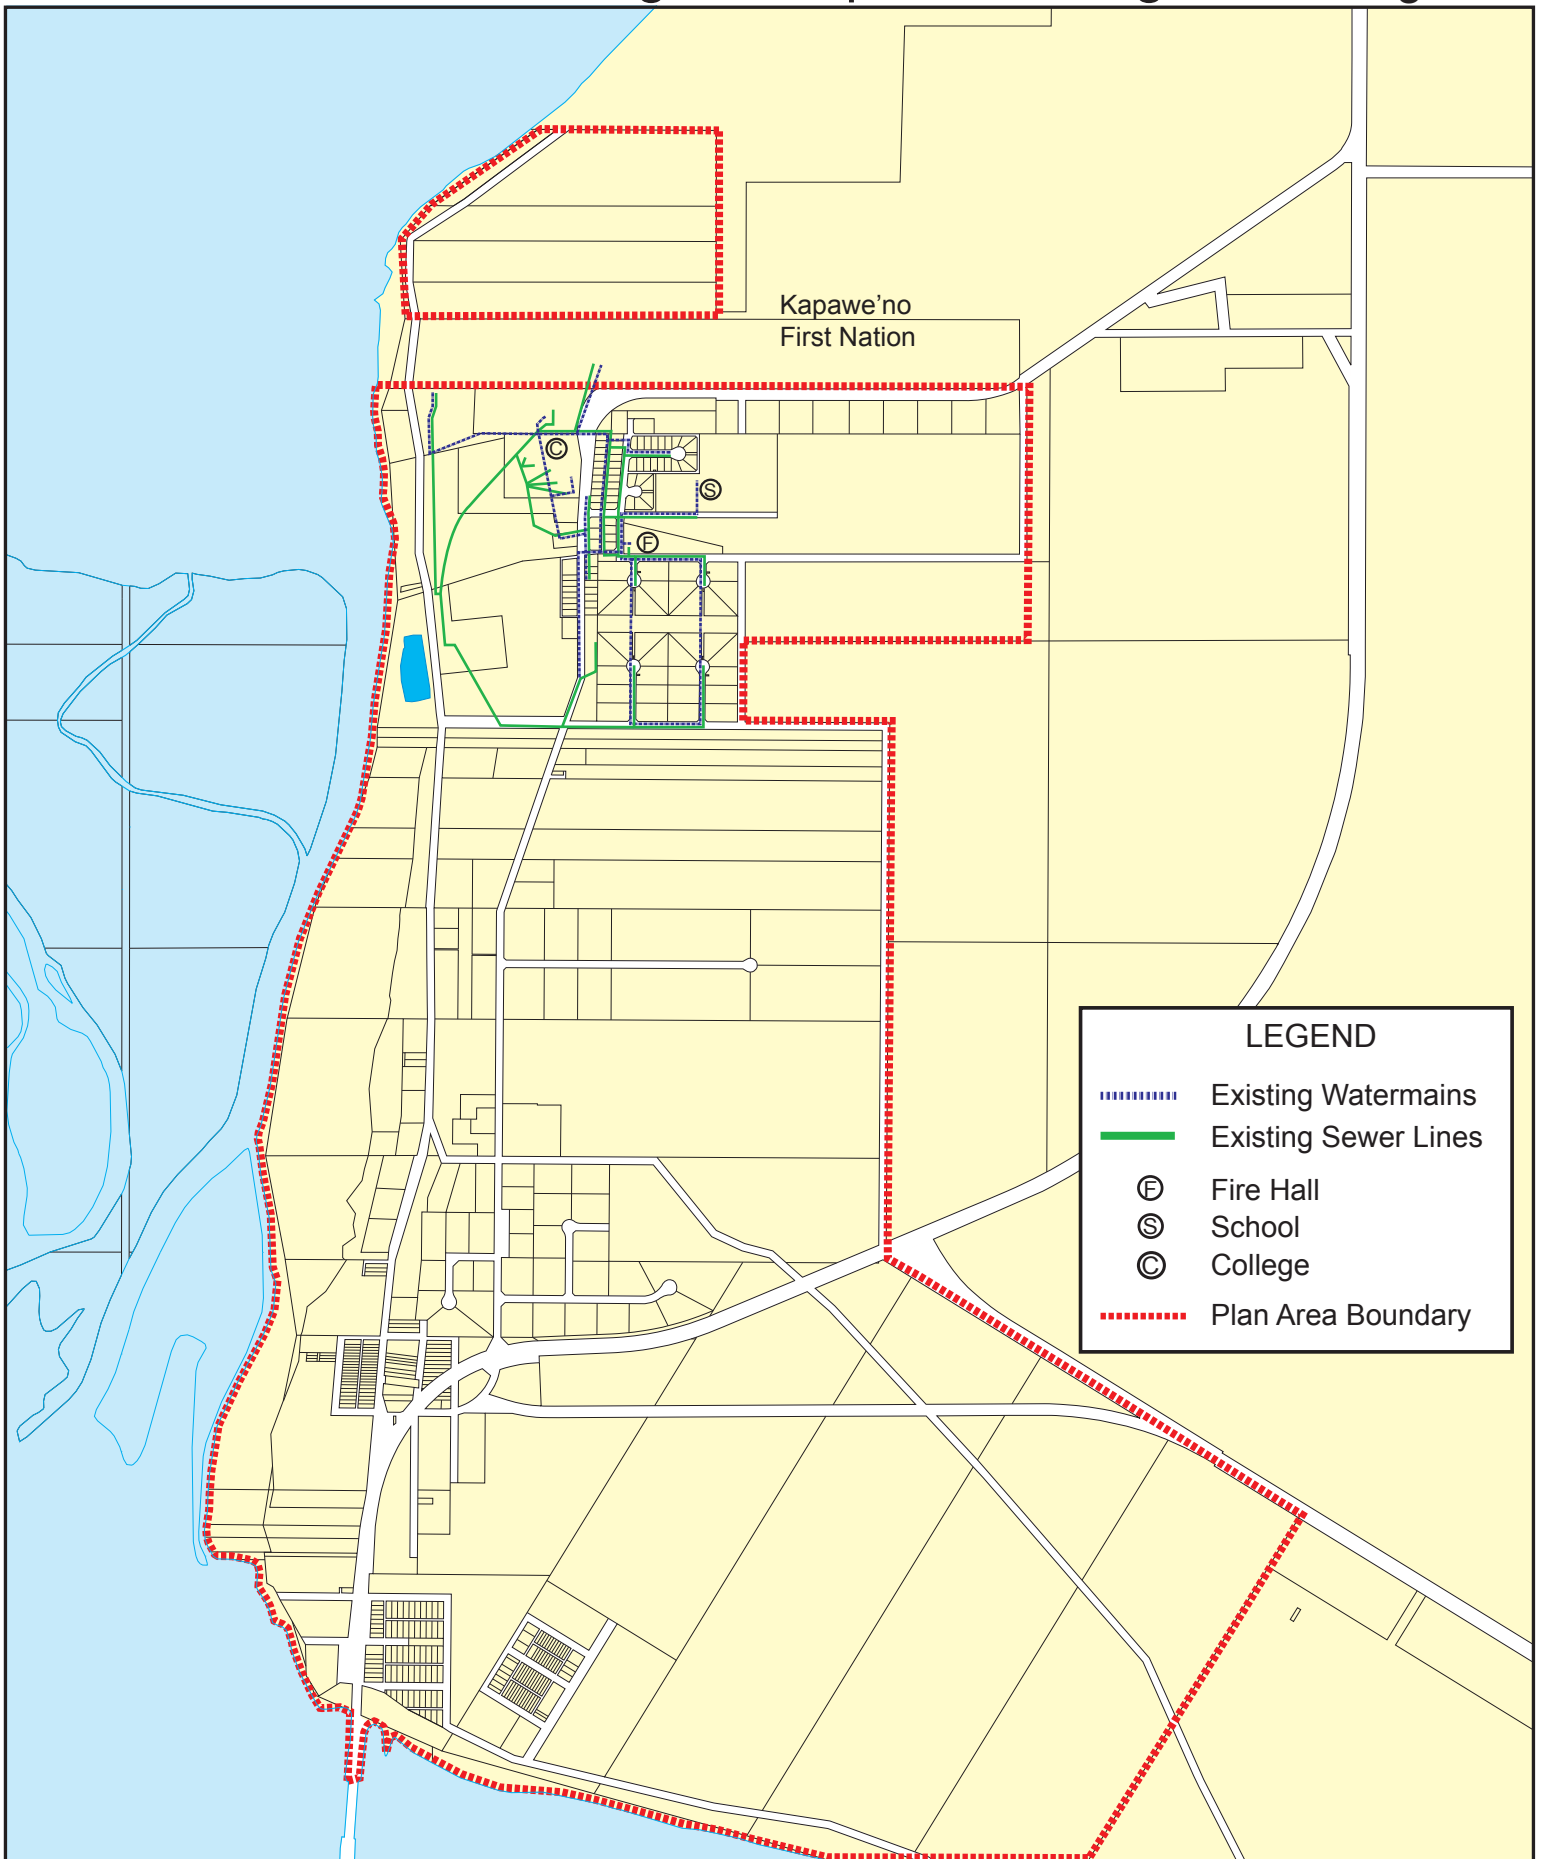 Kapawe’no
First Nation
C
S
F
LEGEND
Existing Watermains
Existing Sewer Lines
F Fire Hall
S School
C College
Plan Area Boundary